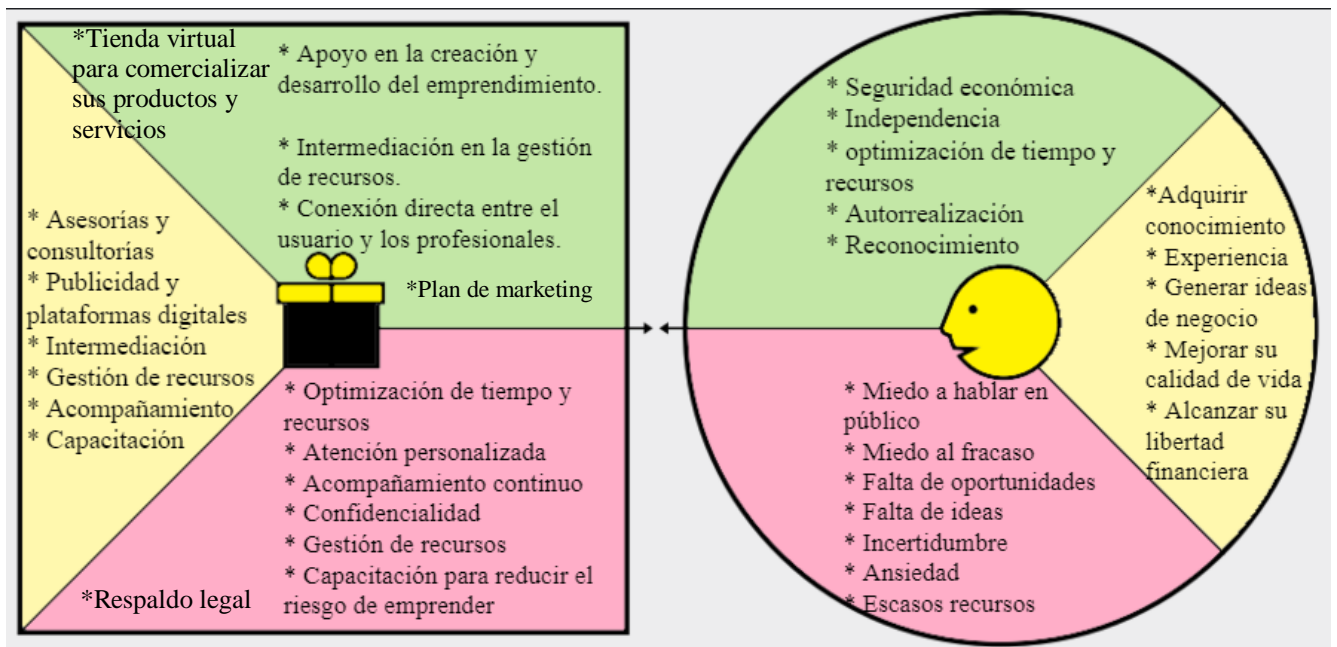 *Tienda virtual
para comercializar
sus productos y
servicios
* Apoyo en la creación y
desarrollo del emprendimiento.
* Intermediación en la gestión
de recursos.
* Conexión directa entre el
usuario y los profesionales.
*Plan de marketing
* Asesorías y
consultorías
* Publicidad y
plataformas digitales
* Intermediación
* Gestión de recursos
* Acompañamiento
* Capacitación
* Optimización de tiempo y
recursos
* Atención personalizada
* Acompañamiento continuo
* Confidencialidad
* Gestión de recursos
* Capacitación para reducir el
riesgo de emprender
*Respaldo legal
* Seguridad económica
* Independencia
* optimización de tiempo y
recursos
* Autorrealización
* Reconocimiento
*Adquirir
conocimiento
* Experiencia
* Generar ideas
de negocio
* Mejorar su
calidad de vida
* Alcanzar su
libertad
financiera
* Miedo a hablar en
público
* Miedo al fracaso
* Falta de oportunidades
* Falta de ideas
* Incertidumbre
* Ansiedad
* Escasos recursos